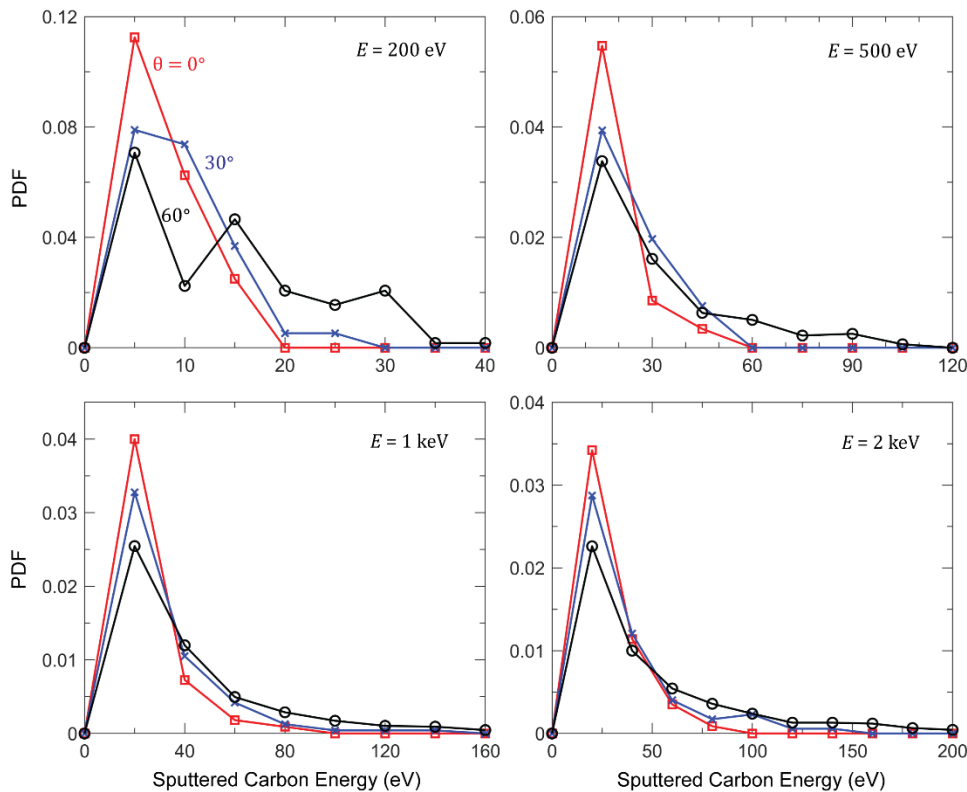 0.12
0.08
0.04
0
PDF
E = 200 eV
θ = 0°
30°
60°
0 10 20 30 40
0.06
0.04
0.02
0
E = 500 eV
0 30 60 90 120
0.04
0.03
0.02
0.01
0
PDF
E = 1 keV
0 40 80 120 160
Sputtered Carbon Energy (eV)
0.04
0.03
0.02
0.01
0
E = 2 keV
0 50 100 150 200
Sputtered Carbon Energy (eV)